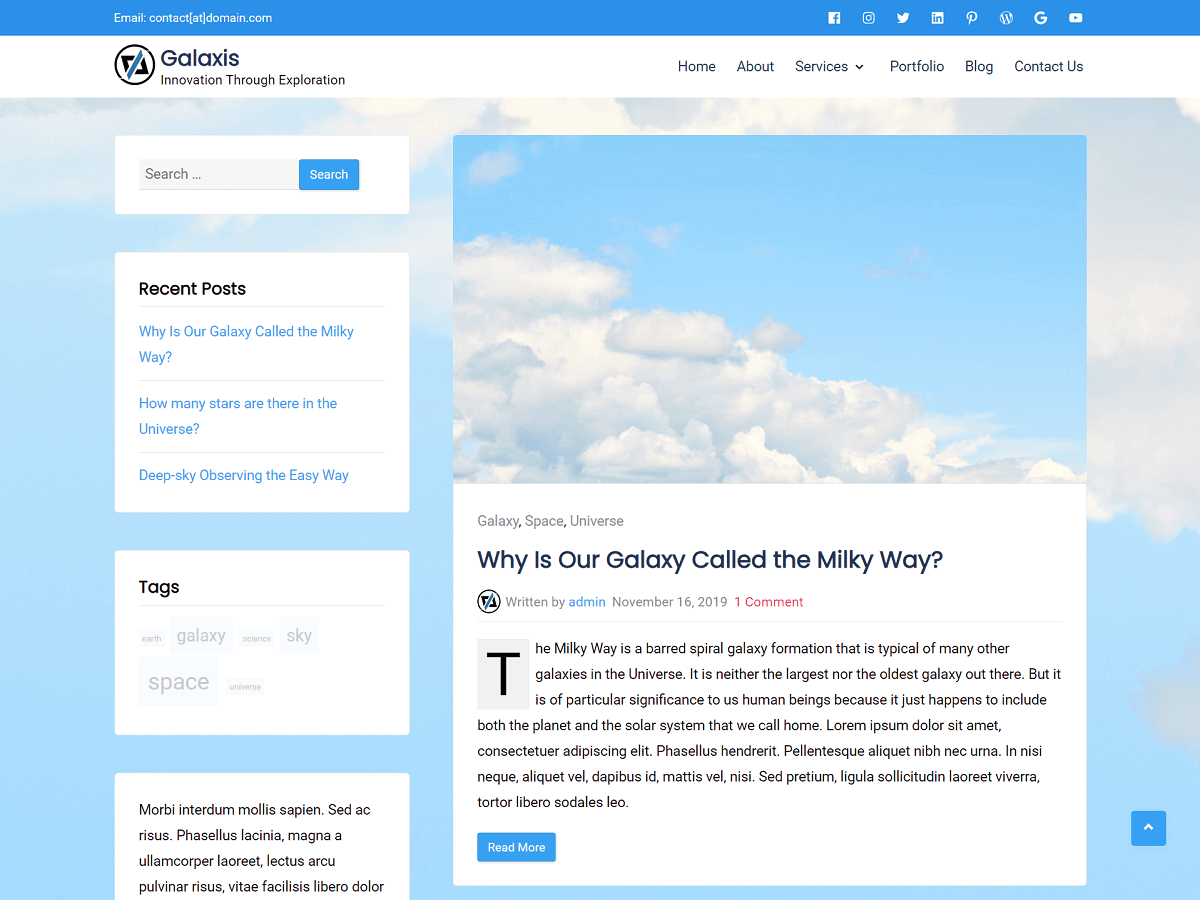 Email: contact[at]domain.com
Galaxis
Innovation Through Exploration
Home About Services Portfolio Blog Contact Us
Search ...
Search
Recent Posts
Why Is Our Galaxy Called the Milky
Way?
How many stars are there in the
Universe?
Deep-sky Observing the Easy Way
Tags
earth galaxy science sky
space universe
Morbi interdum mollis sapien. Sed ac
risus. Phasellus lacinia, magna a
ullamcorper laoreet, lectus arcu
pulvinar risus, vitae facilisis libero dolor
Galaxy, Space, Universe
Why Is Our Galaxy Called the Milky Way?
Written by admin November 16, 2019 1 Comment
The Milky Way is a barred spiral galaxy formation that is typical of many other
galaxies in the Universe. It is neither the largest nor the oldest galaxy out there. But it
is of particular significance to us human beings because it just happens to include
both the planet and the solar system that we call home. Lorem ipsum dolor sit amet,
consectetuer adipiscing elit. Phasellus hendrerit. Pellentesque aliquet nibh nec urna. In nisi
neque, aliquet vel, dapibus id, mattis vel, nisi. Sed pretium, ligula sollicitudin laoreet viverra,
tortor libero sodales leo.
Read More